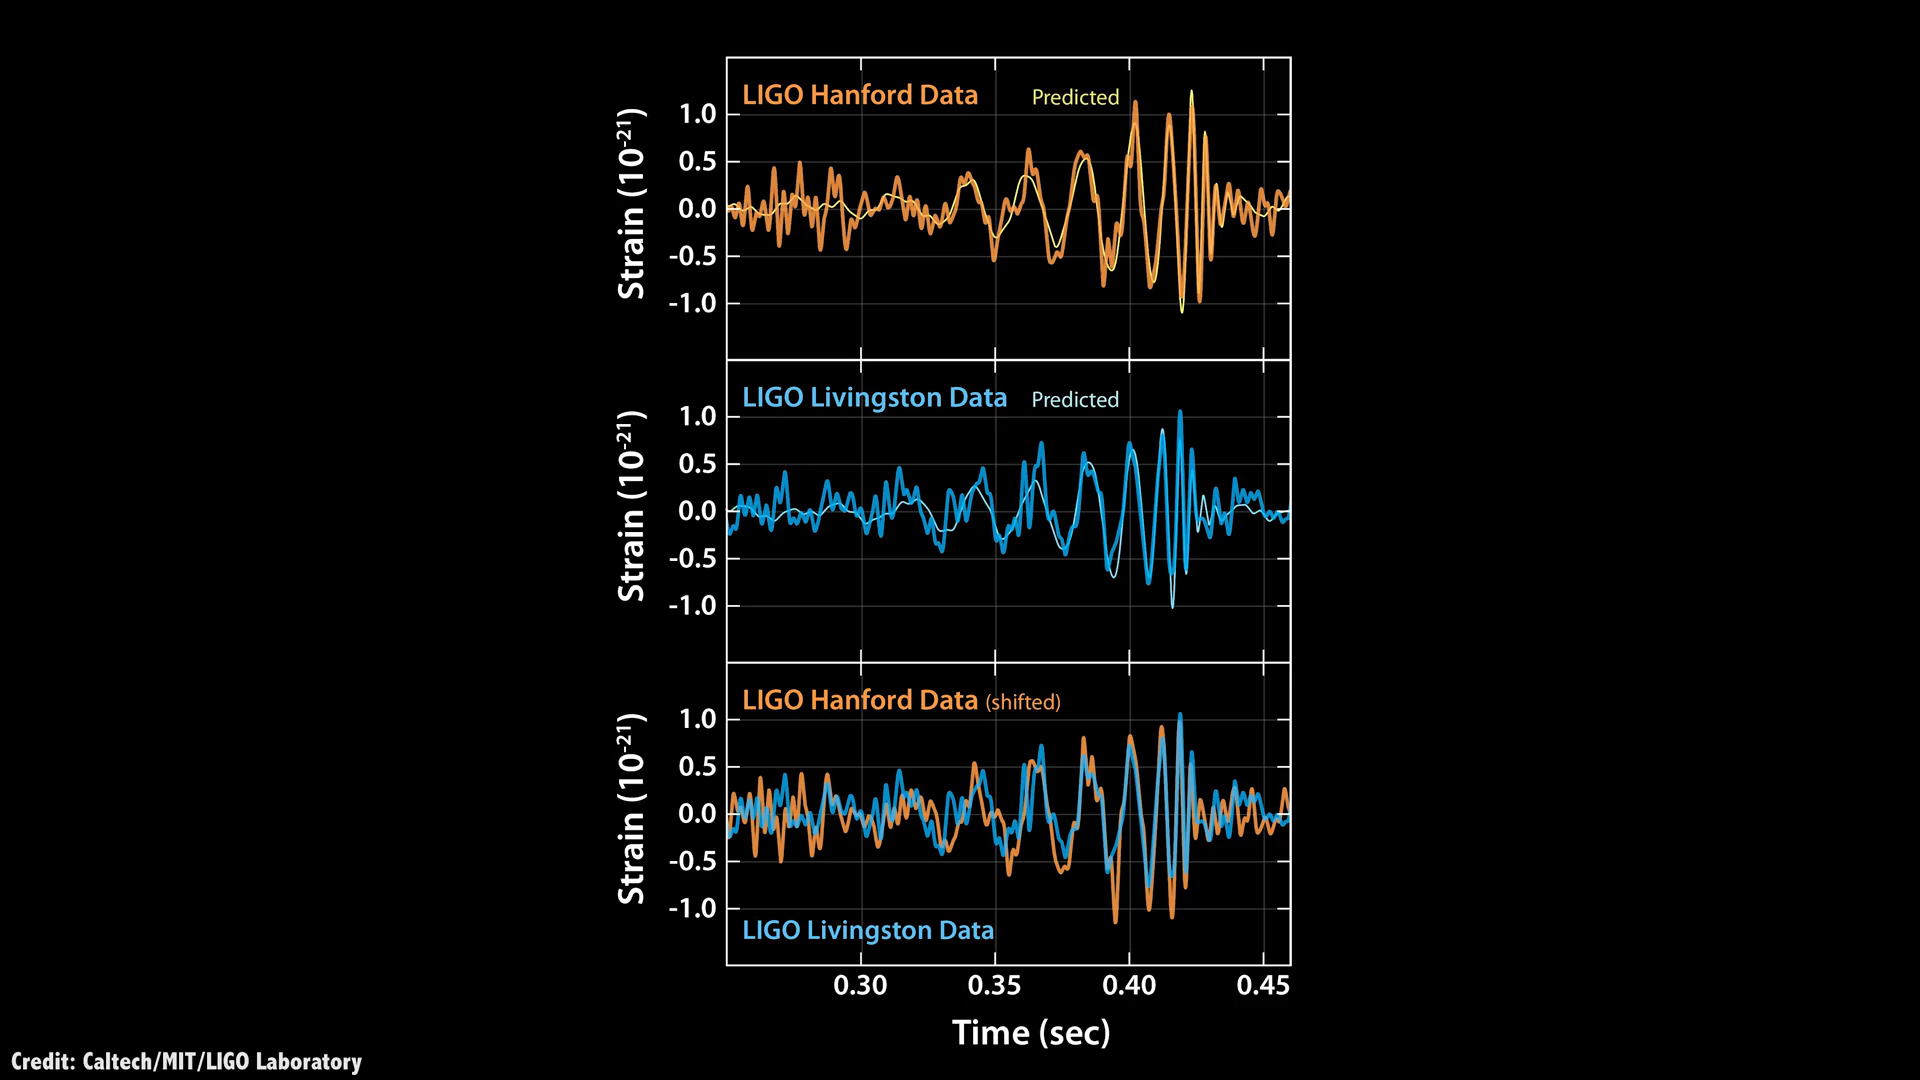 LIGO Hanford Data Predicted
1.0
0.5
0.0
-0.5
-1.0
Strain (10⁻²¹)
LIGO Livingston Data Predicted
1.0
0.5
0.0
-0.5
-1.0
Strain (10⁻²¹)
LIGO Hanford Data (shifted)
1.0
0.5
0.0
-0.5
-1.0
Strain (10⁻²¹)
LIGO Livingston Data
0.30 0.35 0.40 0.45
Time (sec)
Credit: Caltech/MIT/LIGO Laboratory